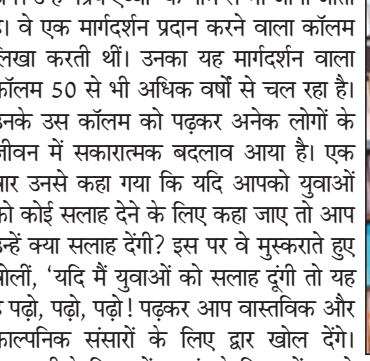 के नाम से भी जाना जाता
है। वे एक मार्गदर्शन प्रदान करने वाला कॉलम
लिखा करती थीं। उनका यह मार्गदर्शन वाला
कॉलम 50 से भी अधिक वर्षों से चल रहा है।
उनके उस कॉलम को पढ़कर अनेक लोगों के
जीवन में सकारात्मक बदलाव आया है। एक
बार उनसे कहा गया कि यदि आपको युवाओं
को कोई सलाह देने के लिए कहा जाए तो आप
उन्हें क्या सलाह देंगी? इस पर वे मुस्कराते हुए
बोलीं, ‘यदि मैं युवाओं को सलाह दूंगी तो यह
है पढ़ो, पढ़ो, पढ़ो! पढ़कर आप वास्तविक और
काल्पनिक संसारों के लिए द्वार खोल देंगे।